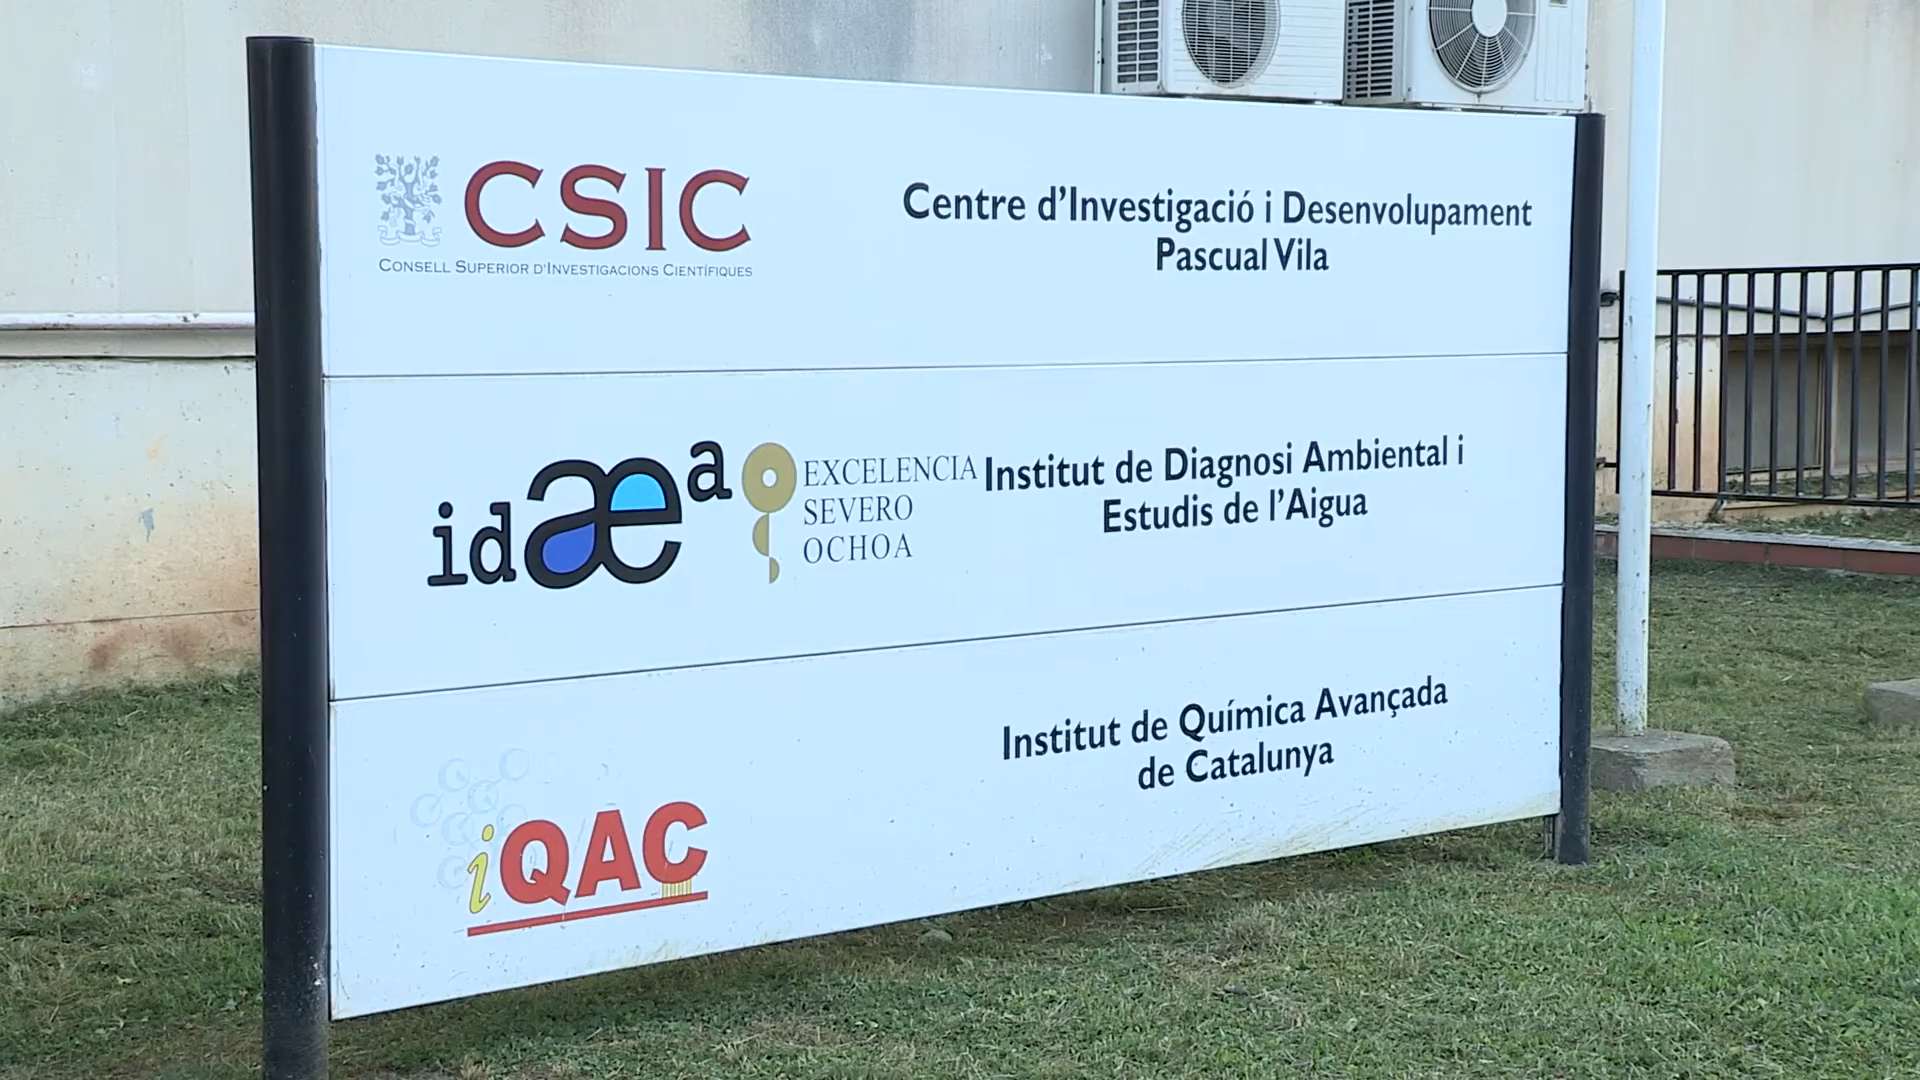 CSIC
CONSELL SUPERIOR D'INVESTIGACIONS CIENTÍFIQUES
Centre d'Investigació i Desenvolupament
Pascual Vila
idæa
EXCELENCIA
SEVERO
OCHOA
Institut de Diagnosi Ambiental i
Estudis de l'Aigua
iQAC
Institut de Química Avançada
de Catalunya